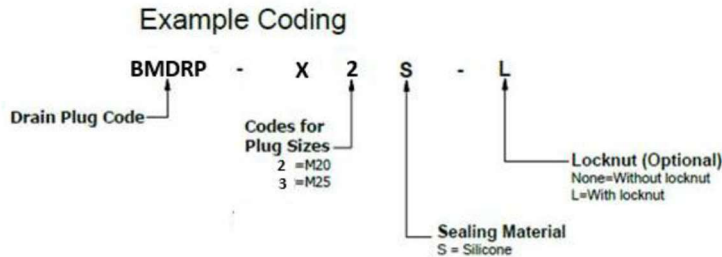 Example Coding
BMDRP - X 2 S - L
Drain Plug Code
Codes for
Plug Sizes
2 =M20
3 =M25
Locknut (Optional)
None=Without locknut
L=With locknut
Sealing Material
S = Silicone